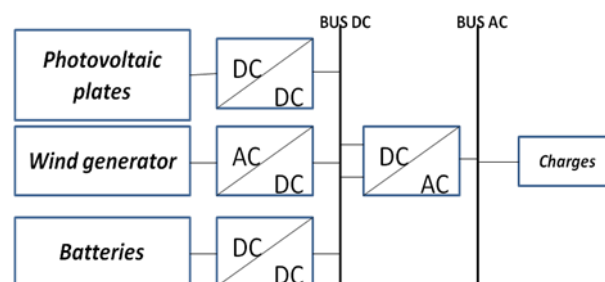 BUS DC
BUS AC
Photovoltaic
plates
DC
DC
Wind generator
AC
DC
DC
AC
Charges
Batteries
DC
DC